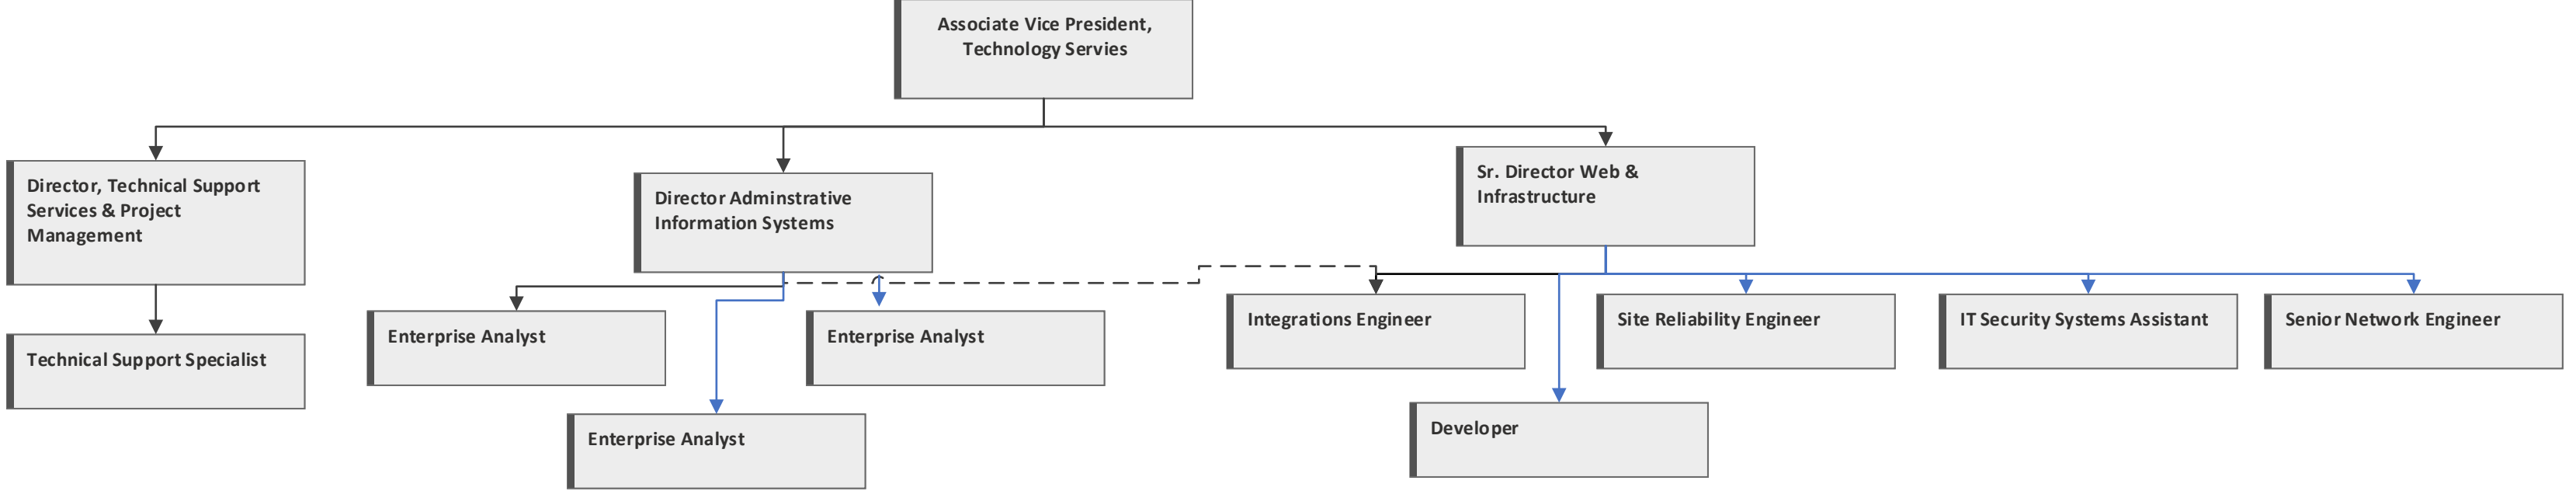 Associate Vice President,
Technology Servies
Director, Technical Support
Services & Project
Management
Director Adminstrative
Information Systems
Sr. Director Web &
Infrastructure
Technical Support Specialist
Enterprise Analyst
Enterprise Analyst
Enterprise Analyst
Integrations Engineer
Site Reliability Engineer
IT Security Systems Assistant
Senior Network Engineer
Developer